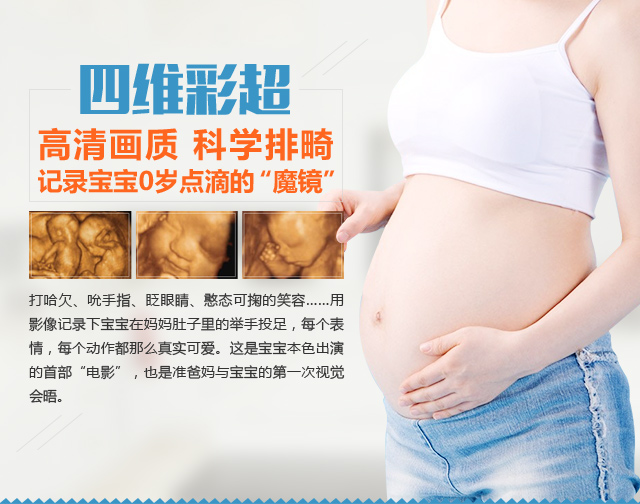 四维彩超
高清画质 科学排畸
记录宝宝0岁点滴的“魔镜”
打哈欠、吮手指、眨眼睛、憨态可掬的笑容……用
影像记录下宝宝在妈妈肚子里的举手投足，每个表
情，每个动作都那么真实可爱。这是宝宝本色出演
的首部“电影”，也是准爸妈与宝宝的第一次视觉
会晤。